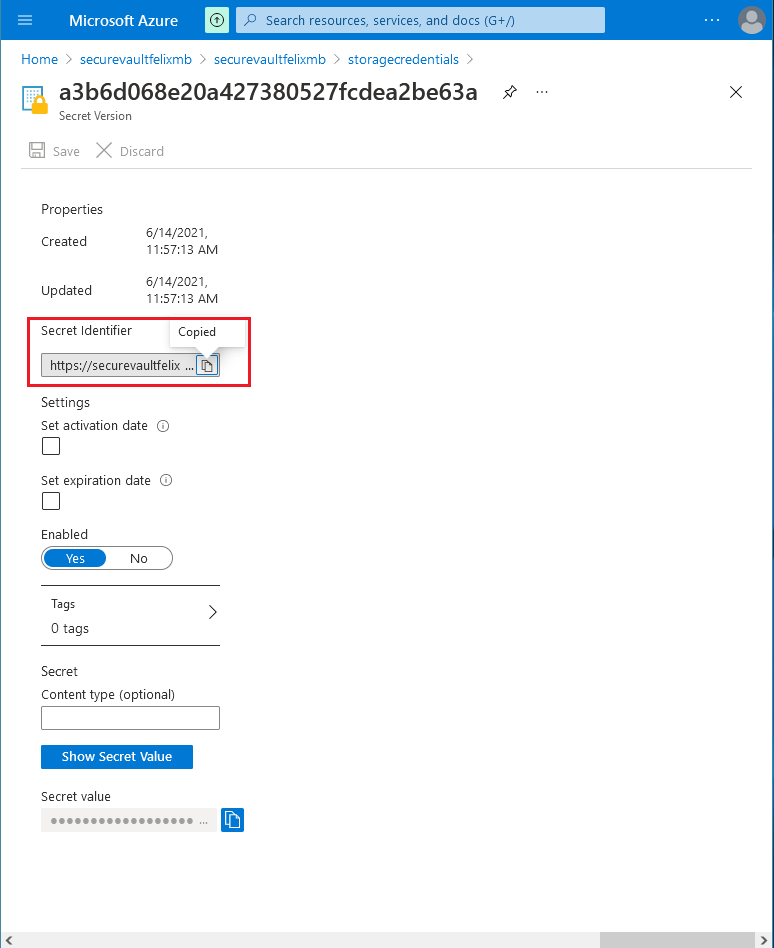 Microsoft Azure
Search resources, services, and docs (G+/)
...
Home > securevaultfelixmb > securevaultfelixmb > storagecredentials >
a3b6d068e20a427380527fcdea2be63a
...
Secret Version
Save Discard
Properties
Created 6/14/2021,
11:57:13 AM
Updated 6/14/2021,
11:57:13 AM
Secret Identifier Copied
https://securevaultfelix ...
Settings
Set activation date
Set expiration date
Enabled
Yes No
Tags
0 tags
Secret
Content type (optional)
Show Secret Value
Secret value
●●●●●●●●●●●●●●●●●● ...